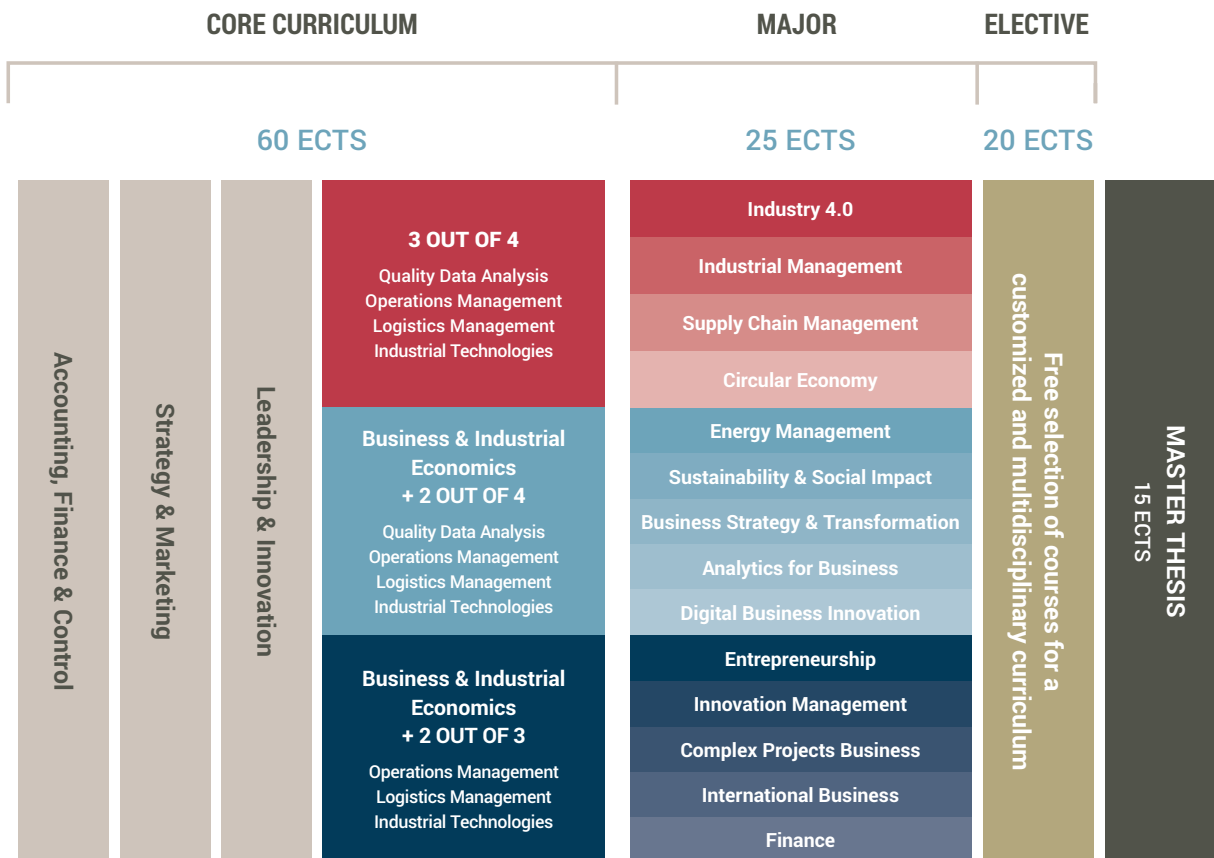 CORE CURRICULUM
MAJOR
ELECTIVE
60 ECTS
25 ECTS
20 ECTS
Accounting, Finance & Control
Strategy & Marketing
Leadership & Innovation
3 OUT OF 4
Quality Data Analysis
Operations Management
Logistics Management
Industrial Technologies
Business & Industrial
Economics
+ 2 OUT OF 4
Quality Data Analysis
Operations Management
Logistics Management
Industrial Technologies
Business & Industrial
Economics
+ 2 OUT OF 3
Operations Management
Logistics Management
Industrial Technologies
Industry 4.0
Industrial Management
Supply Chain Management
Circular Economy
Energy Management
Sustainability & Social Impact
Business Strategy & Transformation
Analytics for Business
Digital Business Innovation
Entrepreneurship
Innovation Management
Complex Projects Business
International Business
Finance
Free selection of courses for a
customized and multidisciplinary curriculum
MASTER THESIS
15 ECTS